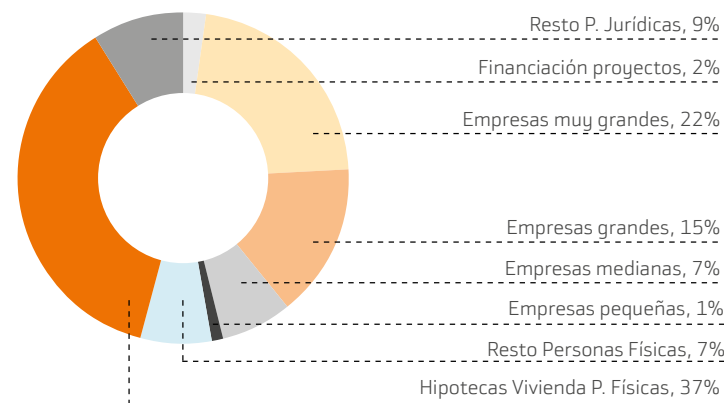 Resto P. Jurídicas, 9%
Financiación proyectos, 2%
Empresas muy grandes, 22%
Empresas grandes, 15%
Empresas medianas, 7%
Empresas pequeñas, 1%
Resto Personas Físicas, 7%
Hipotecas Vivienda P. Físicas, 37%